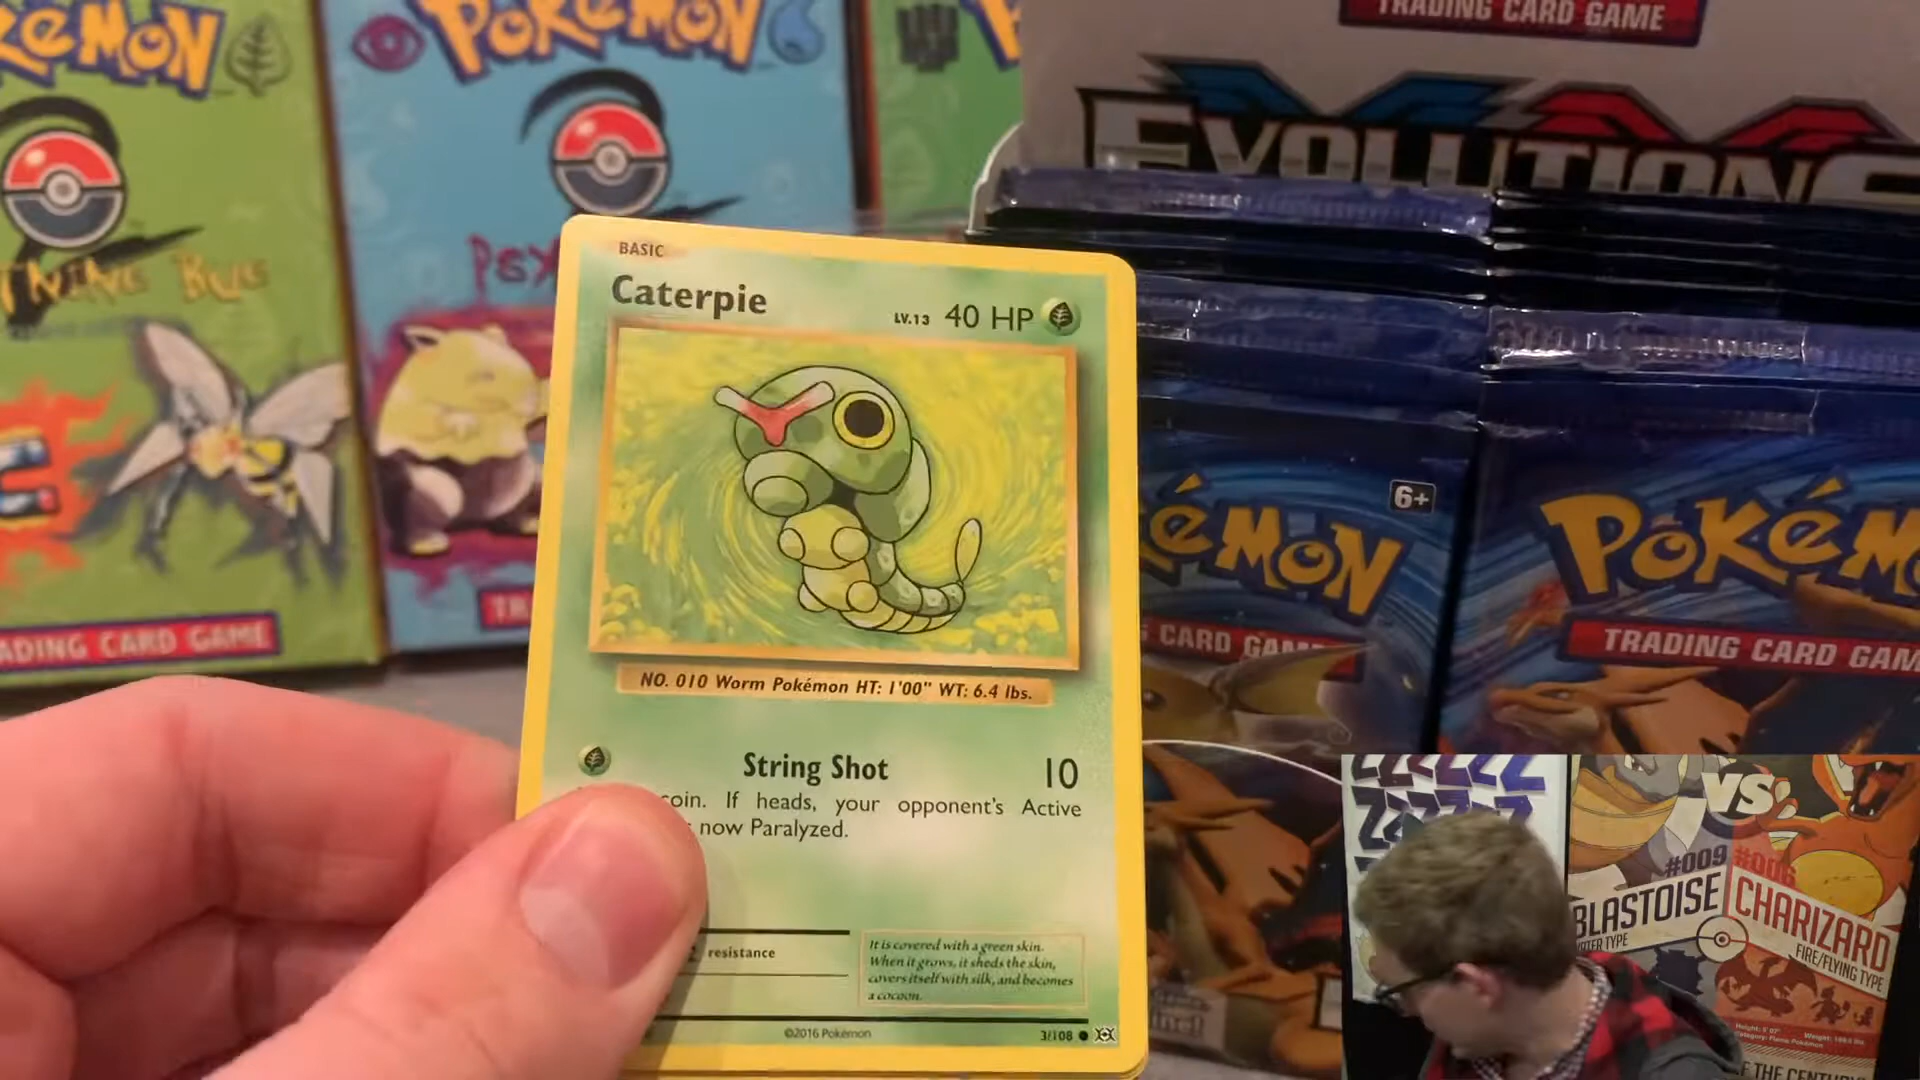 POKéMON
POKéMON
TRADING CARD GAME
EVOLUTIONS
BUG
TRADING CARD GAME
BASIC
Caterpie
LV.13 40 HP
NO. 010 Worm Pokémon HT: 1'00" WT: 6.4 lbs.
String Shot 10
coin. If heads, your opponent's Active
now Paralyzed.
resistance
It is covered with a green skin.
When it grows, it sheds the skin,
covers itself with silk, and becomes
a cocoon.
©2016 Pokémon
3/108
6+
POKéMON
CARD GAME
POKéM
TRADING CARD GAM
VS
#009 #006
BLASTOISE CHARIZARD
FIRE/FLYING TYPE